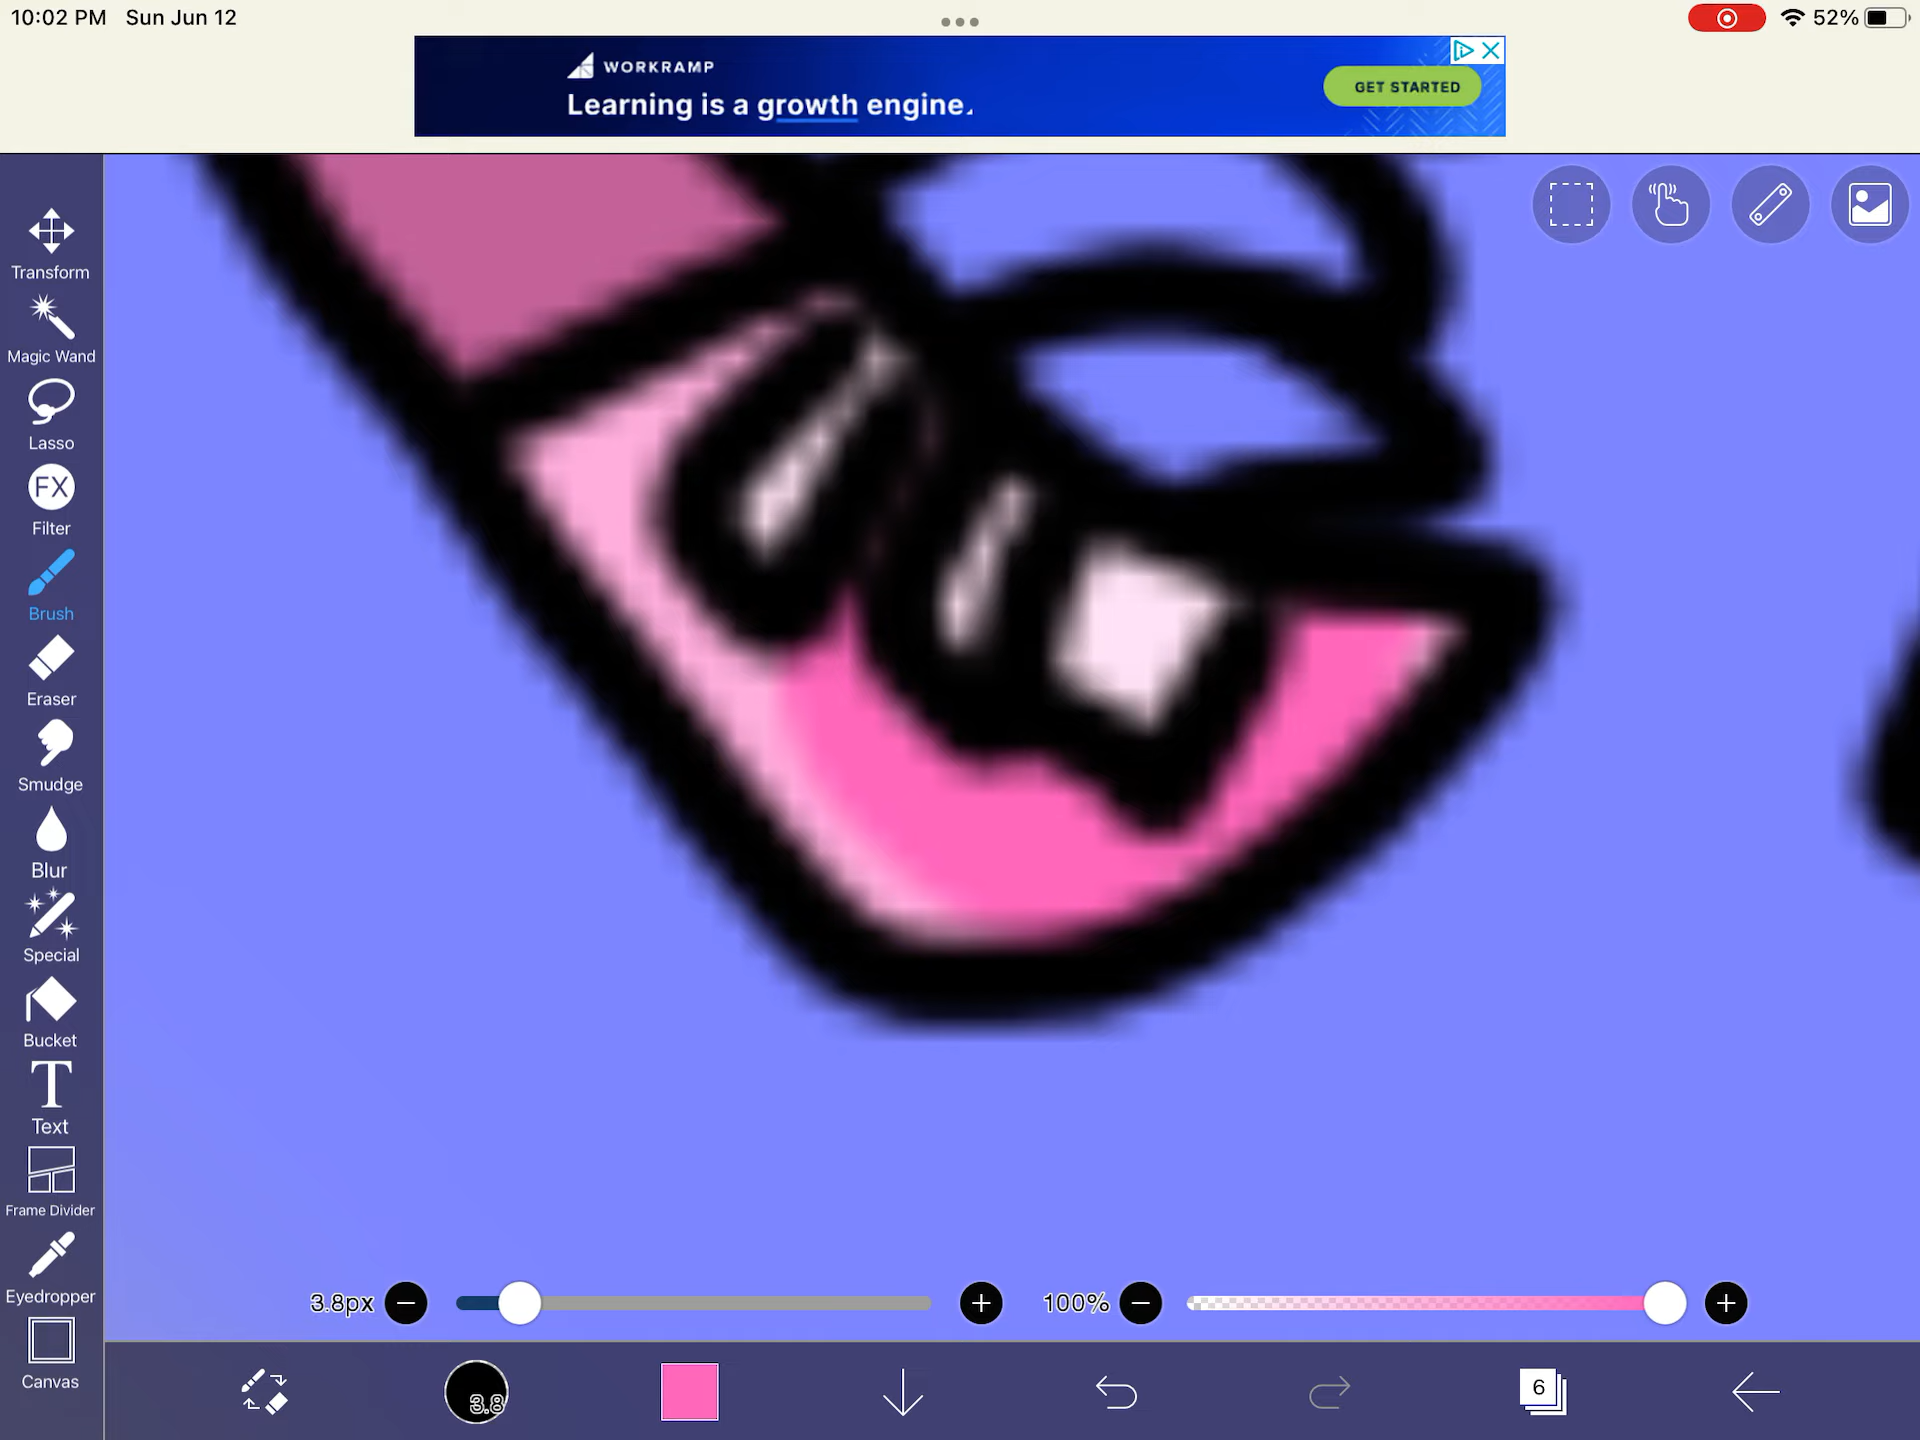 10:02 PM Sun Jun 12
52%
WORKRAMP
Learning is a growth engine.
GET STARTED
Transform
Magic Wand
Lasso
FX
Filter
Brush
Eraser
Smudge
Blur
Special
Bucket
T
Text
Frame Divider
Eyedropper
Canvas
3.8px
100%
3.8
6